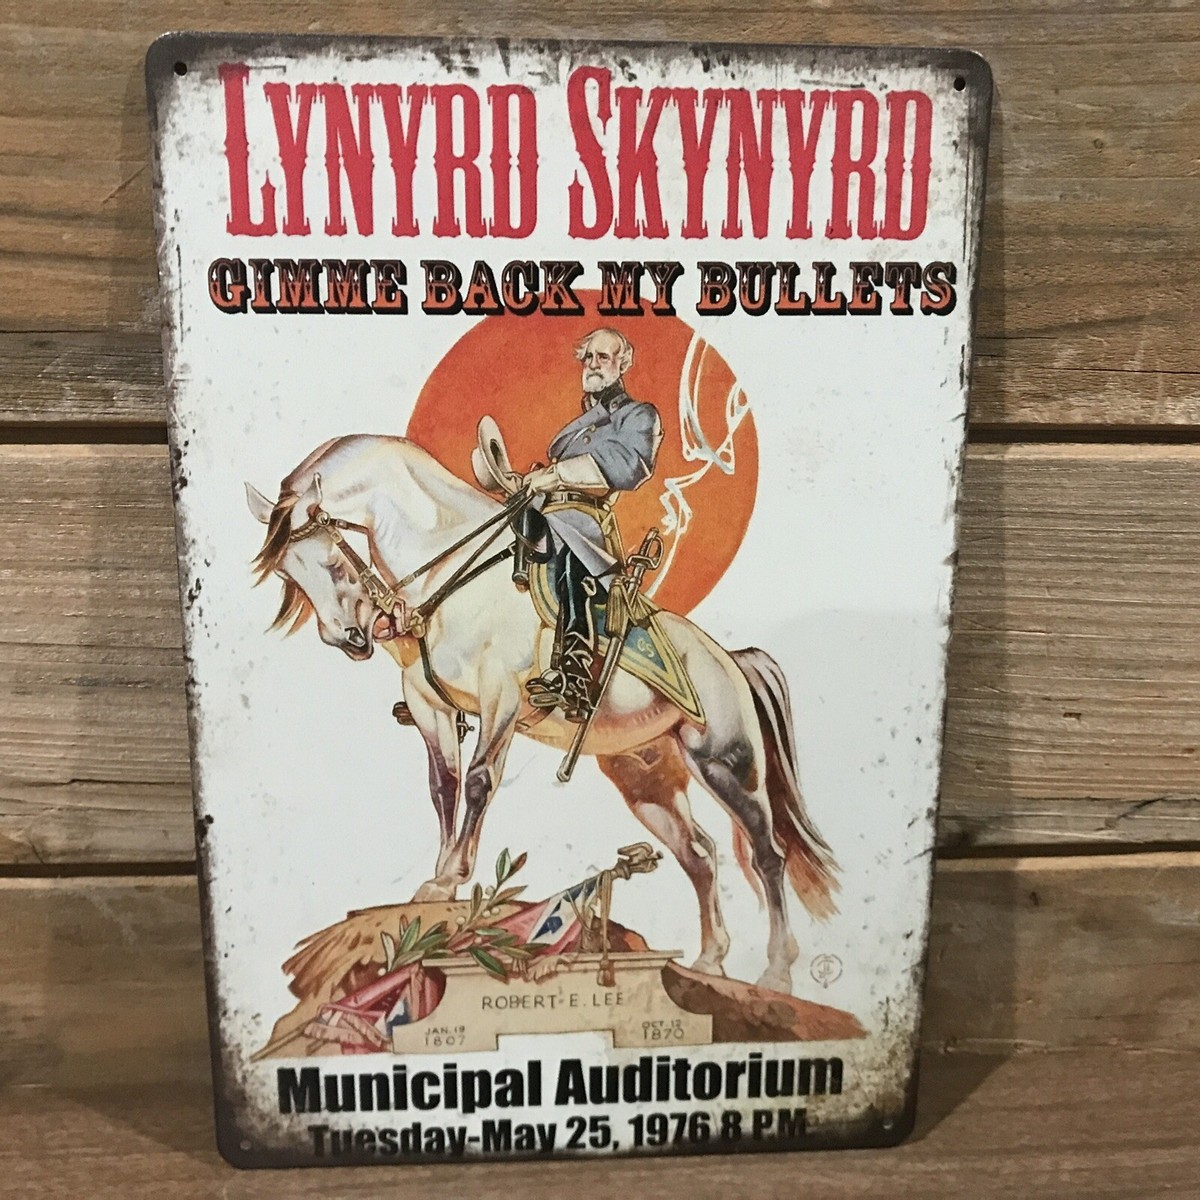 LYNYRD SKYNYRD
GIMME BACK MY BULLETS
CS
ROBERT·E. LEE
JAN. 19
1807
OCT. 12
1870
Municipal Auditorium
Tuesday-May 25, 1976 8 P.M.